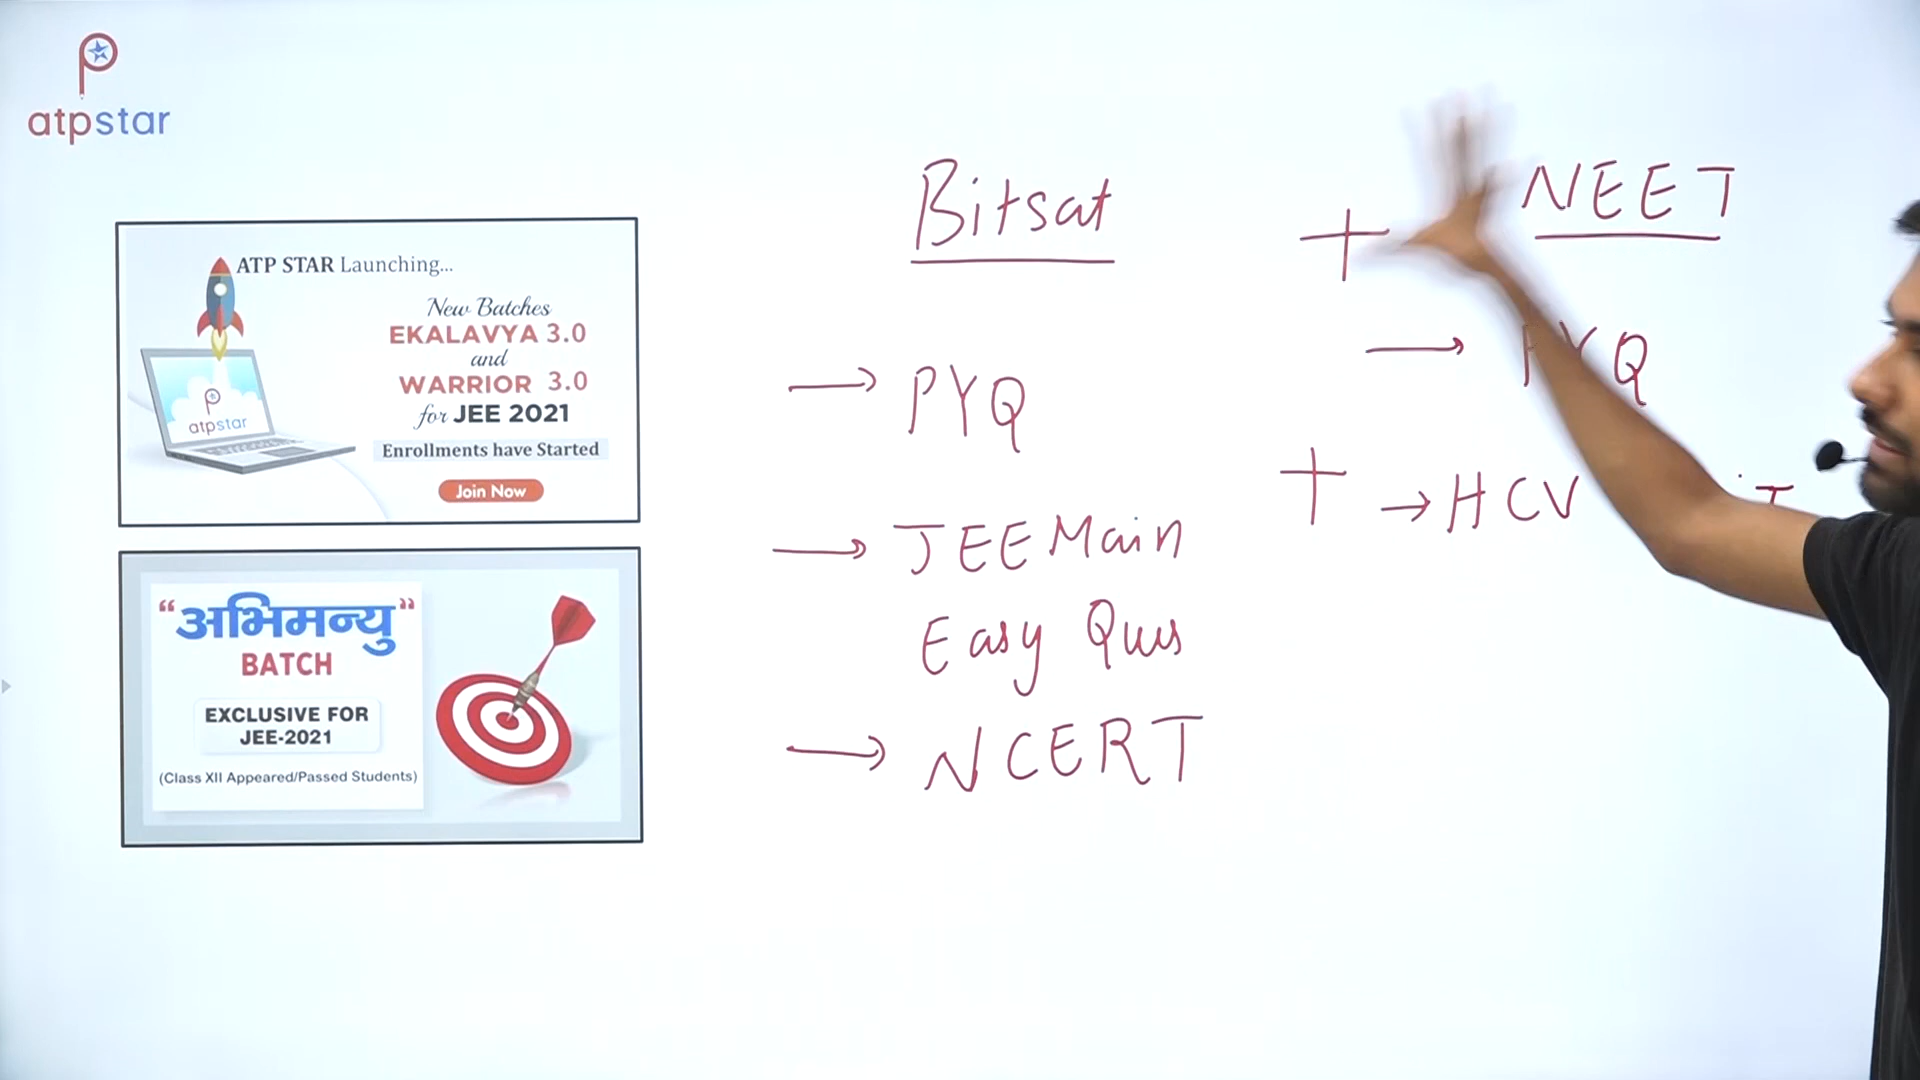 atpstar
ATP STAR Launching...
New Batches
EKALAVYA 3.0
and
WARRIOR 3.0
for JEE 2021
Enrollments have Started
Join Now
atpstar
“अभिमन्यु”
BATCH
EXCLUSIVE FOR
JEE-2021
(Class XII Appeared/Passed Students)
Bitsat
→ PYQ
→ JEE Main
Easy Ques
→ NCERT
+ NEET
→ PYQ
+ → HCV